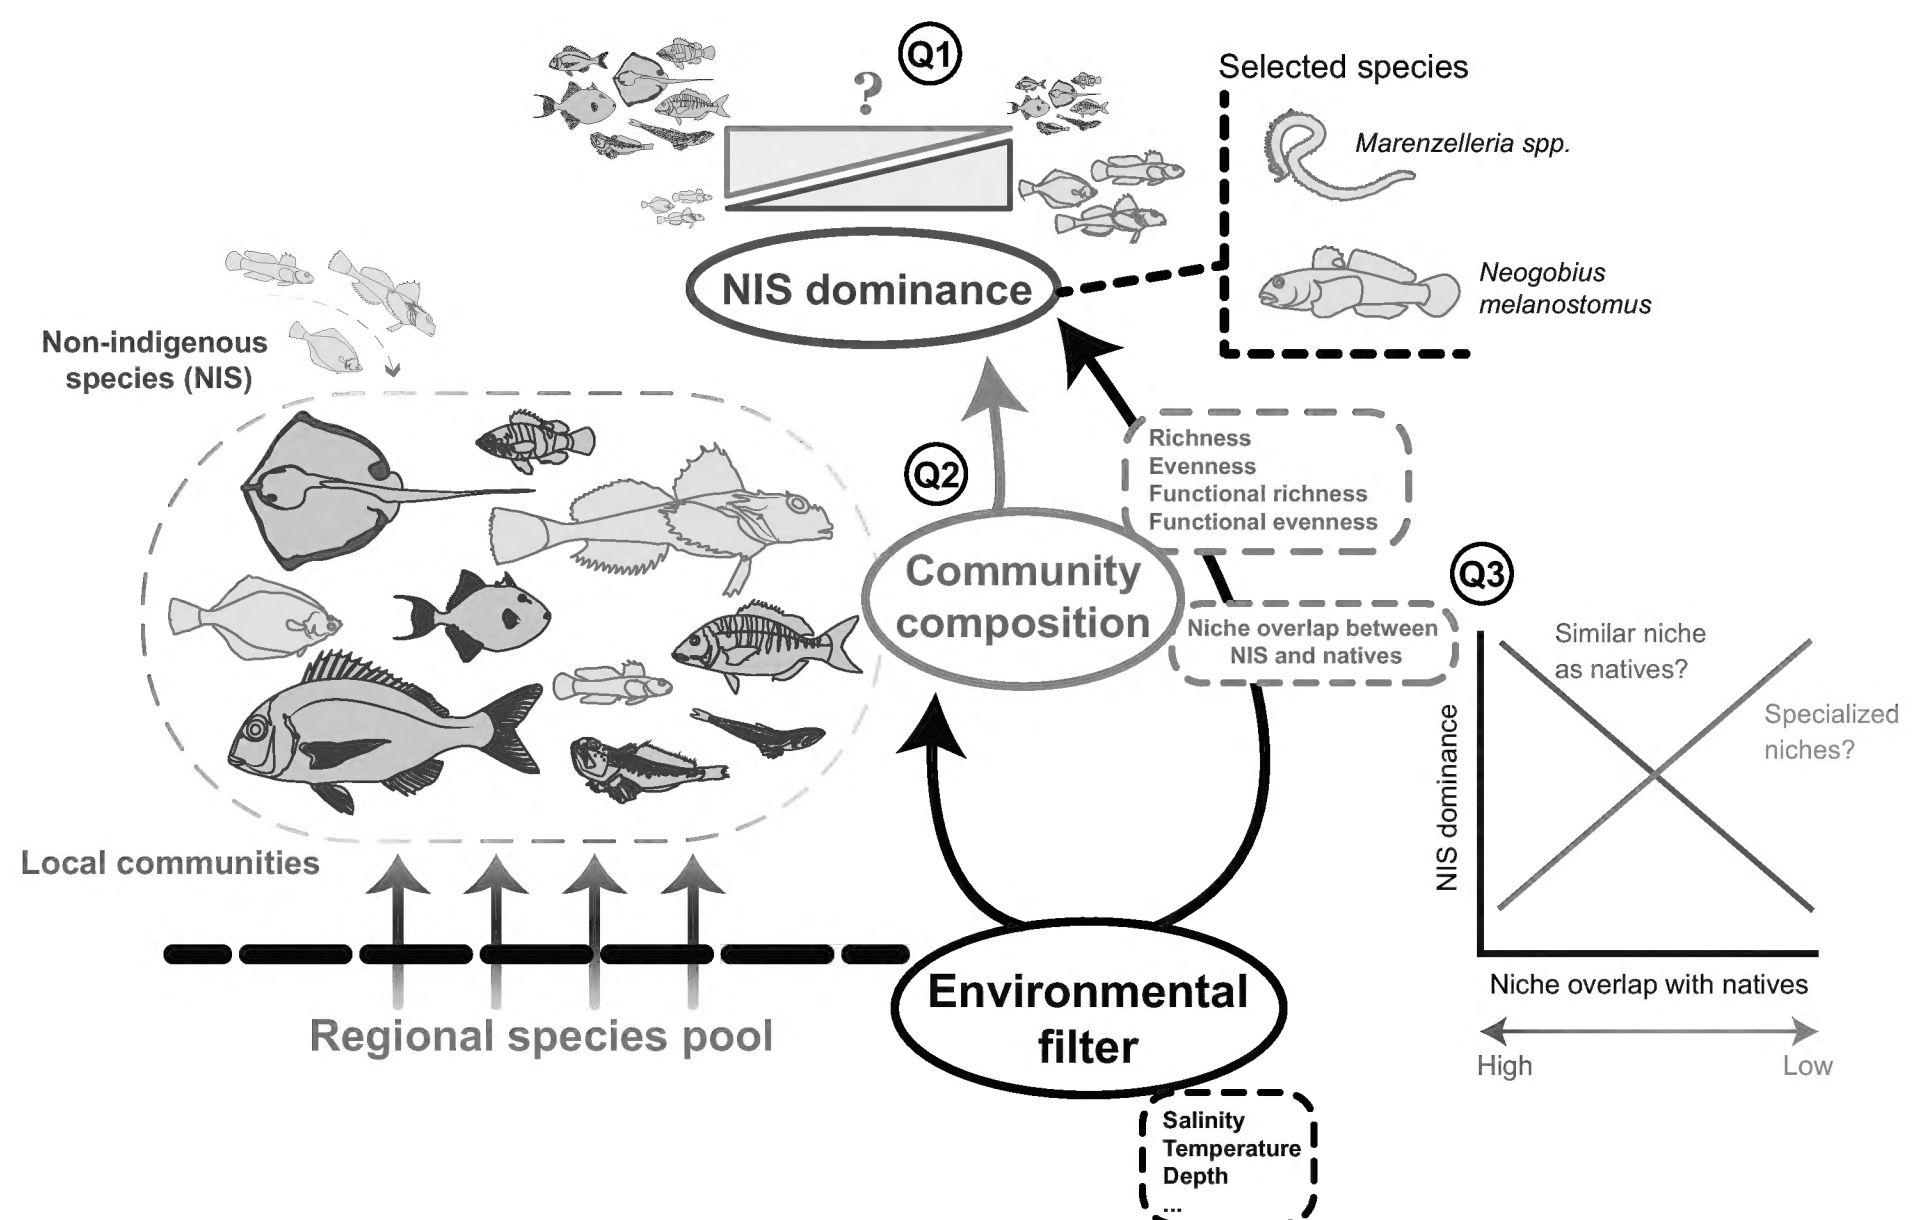 Q1
?
Selected species
Marenzelleria spp.
Neogobius
melanostomus
NIS dominance
Non-indigenous
species (NIS)
Q2
Richness
Evenness
Functional richness
Functional evenness
Community
composition
Niche overlap between
NIS and natives
Q3
Similar niche
as natives?
Specialized
niches?
NIS dominance
Niche overlap with natives
High
Low
Local communities
Regional species pool
Environmental
filter
Salinity
Temperature
Depth
...